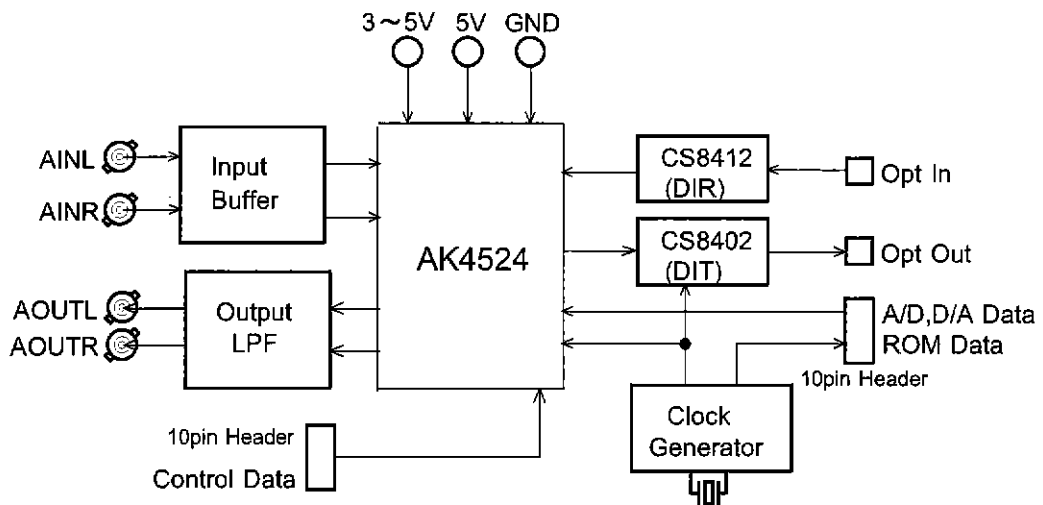 3～5V
5V
GND
AINL
AINR
Input
Buffer
AK4524
CS8412
(DIR)
Opt In
CS8402
(DIT)
Opt Out
AOUTL
AOUTR
Output
LPF
A/D,D/A Data
ROM Data
10pin Header
Clock
Generator
10pin Header
Control Data